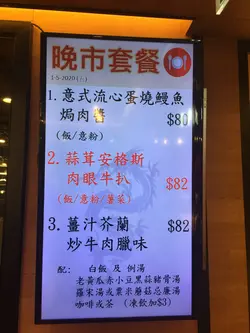 晚市套餐
1-5-2020
1. 意式流心蛋燒鰻魚
焗肉醬 $80
(飯/意粉)
2. 蒜茸安格斯
肉眼牛扒 $82
(飯/意粉/薯菜)
3. 薑汁芥蘭 $82
炒牛肉臘味
配: 白飯 及 例湯
老黃瓜赤小豆黑蒜豬骨湯
羅宋湯或粟米蘑菇忌廉湯
咖啡或茶 (凍飲加$3)